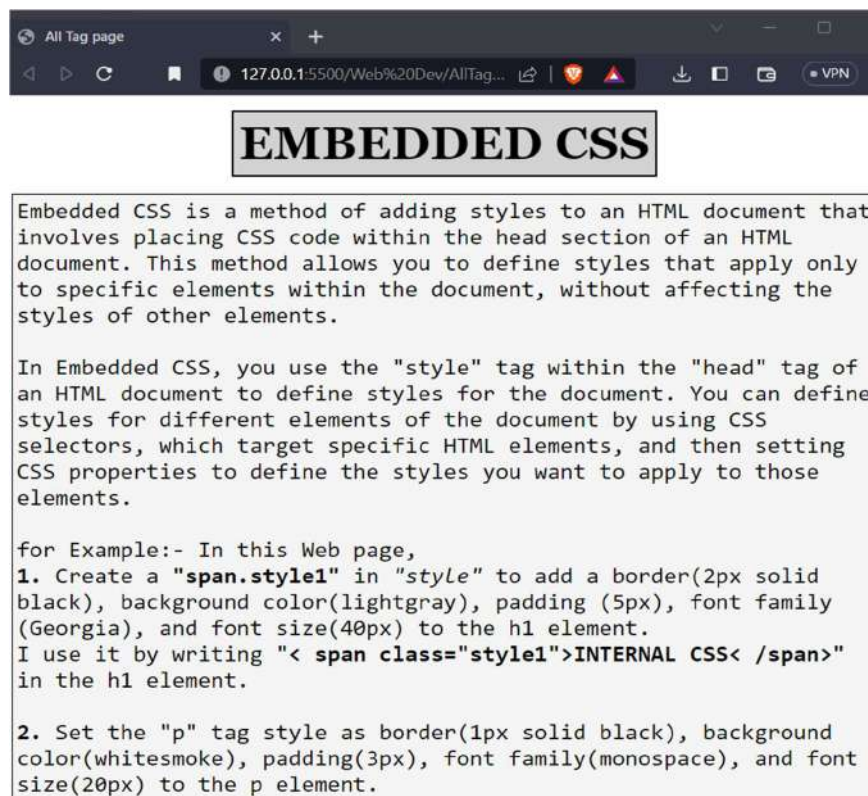 All Tag page
127.0.0.1:5500/Web%20Dev/AllTag...
VPN
EMBEDDED CSS
Embedded CSS is a method of adding styles to an HTML document that
involves placing CSS code within the head section of an HTML
document. This method allows you to define styles that apply only
to specific elements within the document, without affecting the
styles of other elements.
In Embedded CSS, you use the "style" tag within the "head" tag of
an HTML document to define styles for the document. You can define
styles for different elements of the document by using CSS
selectors, which target specific HTML elements, and then setting
CSS properties to define the styles you want to apply to those
elements.
for Example:- In this Web page,
1. Create a "span.style1" in "style" to add a border(2px solid
black), background color(lightgray), padding (5px), font family
(Georgia), and font size(40px) to the h1 element.
I use it by writing "< span class="style1">INTERNAL CSS< /span>"
in the h1 element.
2. Set the "p" tag style as border(1px solid black), background
color(whitesmoke), padding(3px), font family(monospace), and font
size(20px) to the p element.